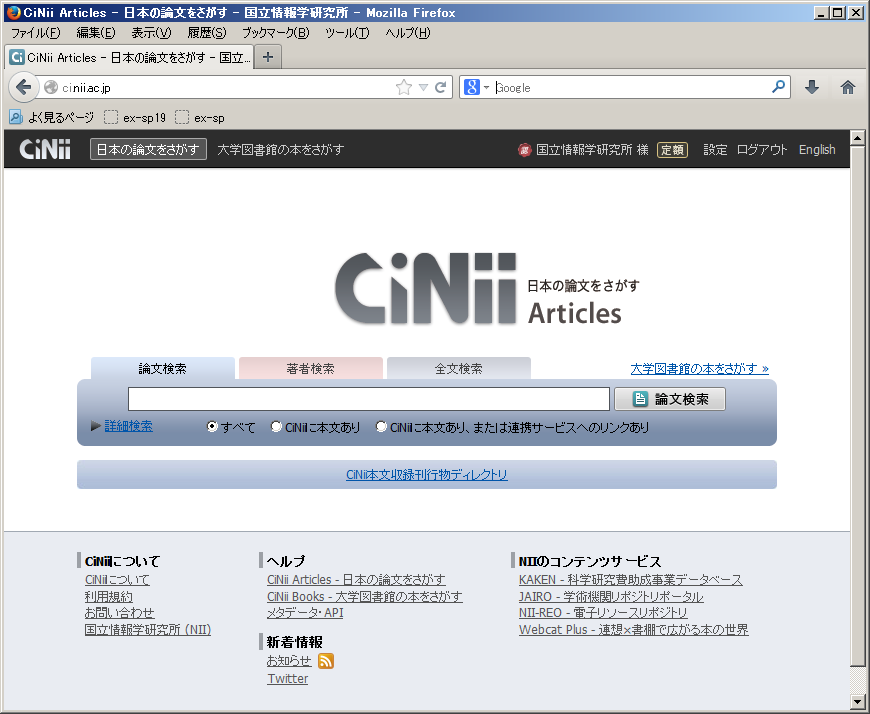 CiNii Articles - 日本の論文をさがす - 国立情報学研究所 - Mozilla Firefox
ファイル(F) 編集(E) 表示(V) 履歴(S) ブックマーク(B) ツール(T) ヘルプ(H)
CiNii Articles - 日本の論文をさがす - 国立...
ci.nii.ac.jp Google
よく見るページ ex-sp19 ex-sp
CiNii 日本の論文をさがす 大学図書館の本をさがす 国立情報学研究所 様 定額 設定 ログアウト English
CiNii 日本の論文をさがす
Articles
論文検索 著者検索 全文検索 大学図書館の本をさがす »
論文検索
詳細検索 すべて CiNiiに本文あり CiNiiに本文あり、または連携サービスへのリンクあり
CiNii本文収録刊行物ディレクトリ
CiNiiについて
CiNiiについて
利用規約
お問い合わせ
国立情報学研究所 (NII)
ヘルプ
CiNii Articles - 日本の論文をさがす
CiNii Books - 大学図書館の本をさがす
メタデータ・API
新着情報
お知らせ
Twitter
NIIのコンテンツサービス
KAKEN - 科学研究費助成事業データベース
JAIRO - 学術機関リポジトリポータル
NII-REO - 電子リソースリポジトリ
Webcat Plus - 連想×書棚で広がる本の世界